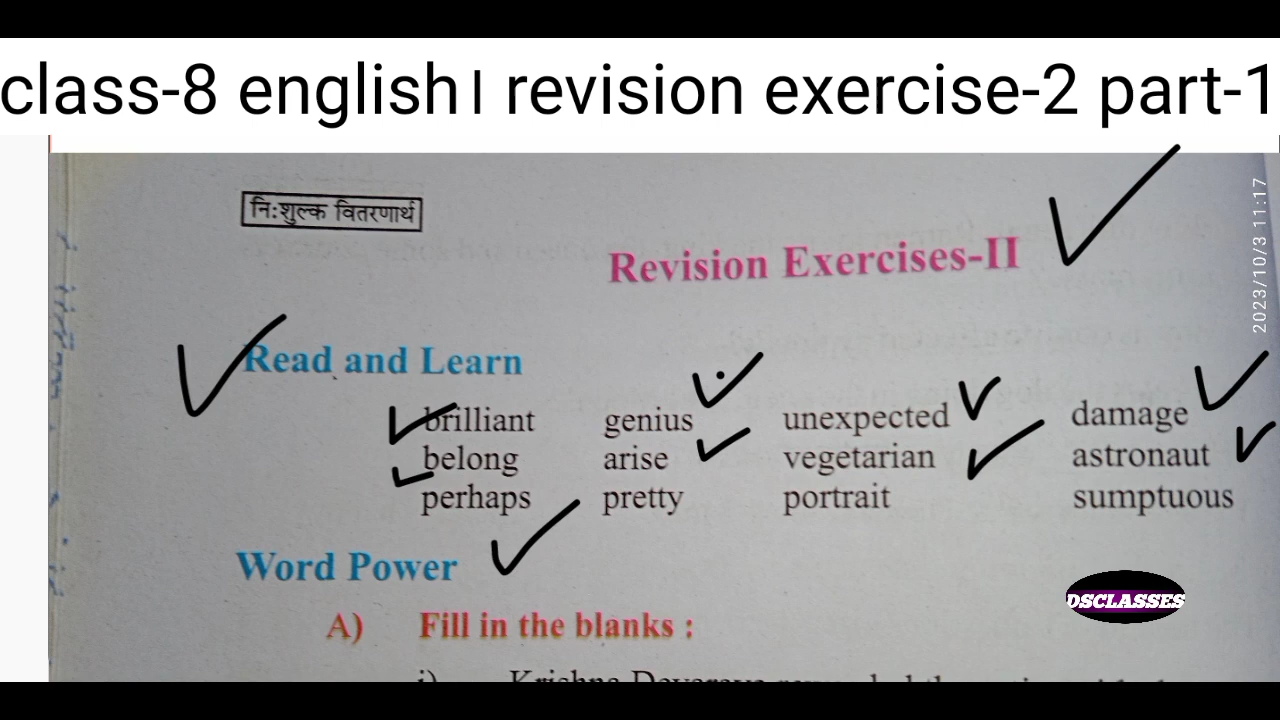 class-8 english। revision exercise-2 part-1
निःशुल्क वितरणार्थ
2023/10/3 11:17
Revision Exercises-II
Read and Learn
brilliant genius unexpected damage
belong arise vegetarian astronaut
perhaps pretty portrait sumptuous
Word Power
DSCLASSES
A) Fill in the blanks :
i) Krishna Devaraya